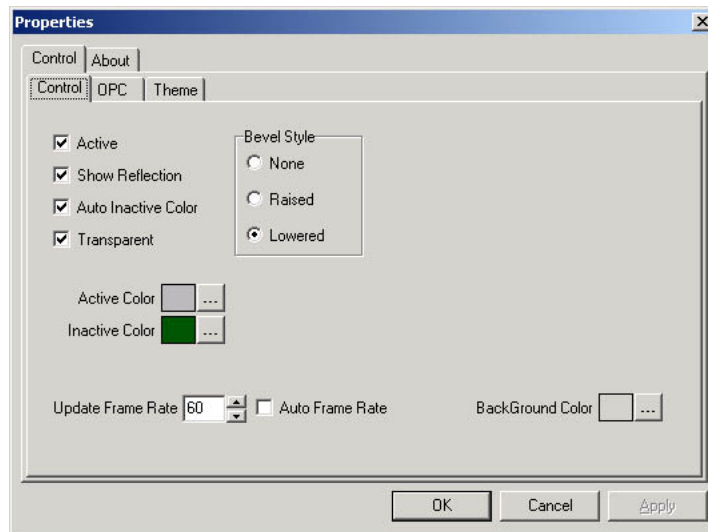 Properties
Control About
Control OPC Theme
Active
Show Reflection
Auto Inactive Color
Transparent
Bevel Style
None
Raised
Lowered
Active Color ...
Inactive Color ...
Update Frame Rate 60 Auto Frame Rate BackGround Color ...
OK Cancel Apply